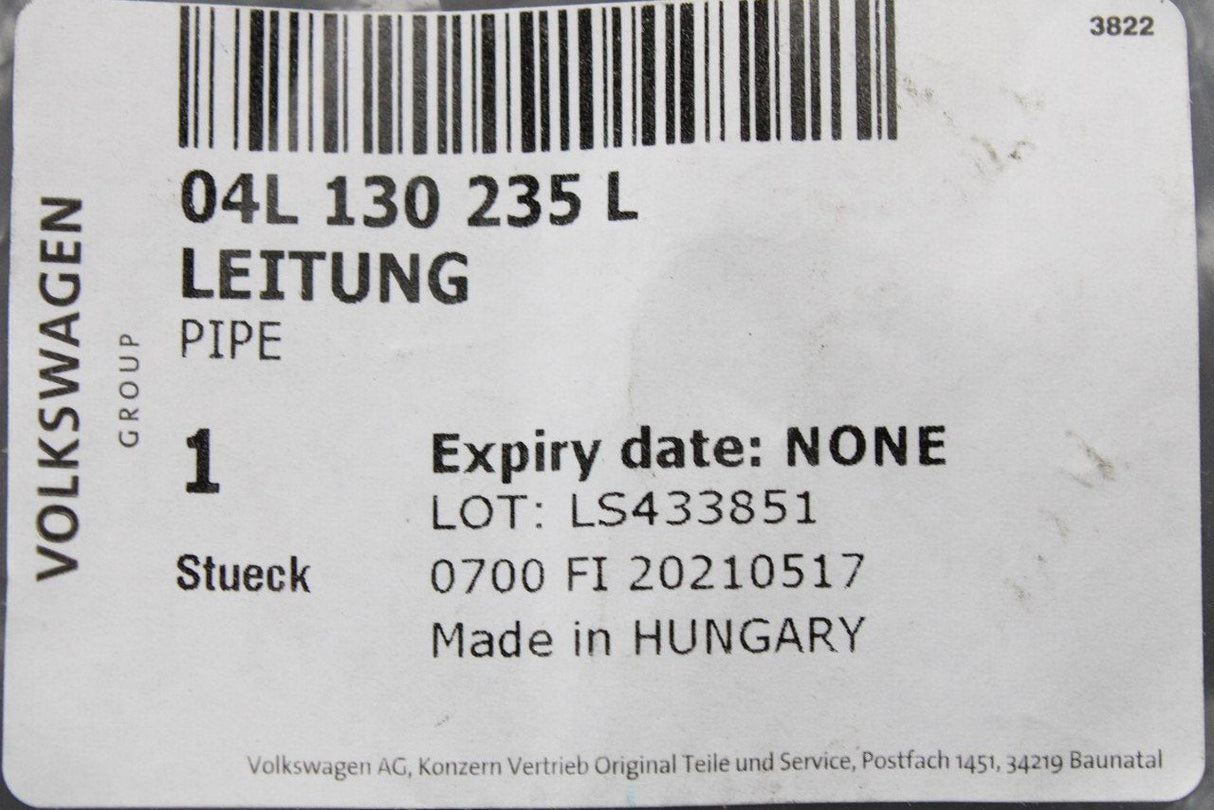 3822
04L 130 235 L
LEITUNG
PIPE
VOLKSWAGEN
GROUP
1
Expiry date: NONE
LOT: LS433851
Stueck
0700 FI 20210517
Made in HUNGARY
Volkswagen AG, Konzern Vertrieb Original Teile und Service, Postfach 1451, 34219 Baunatal